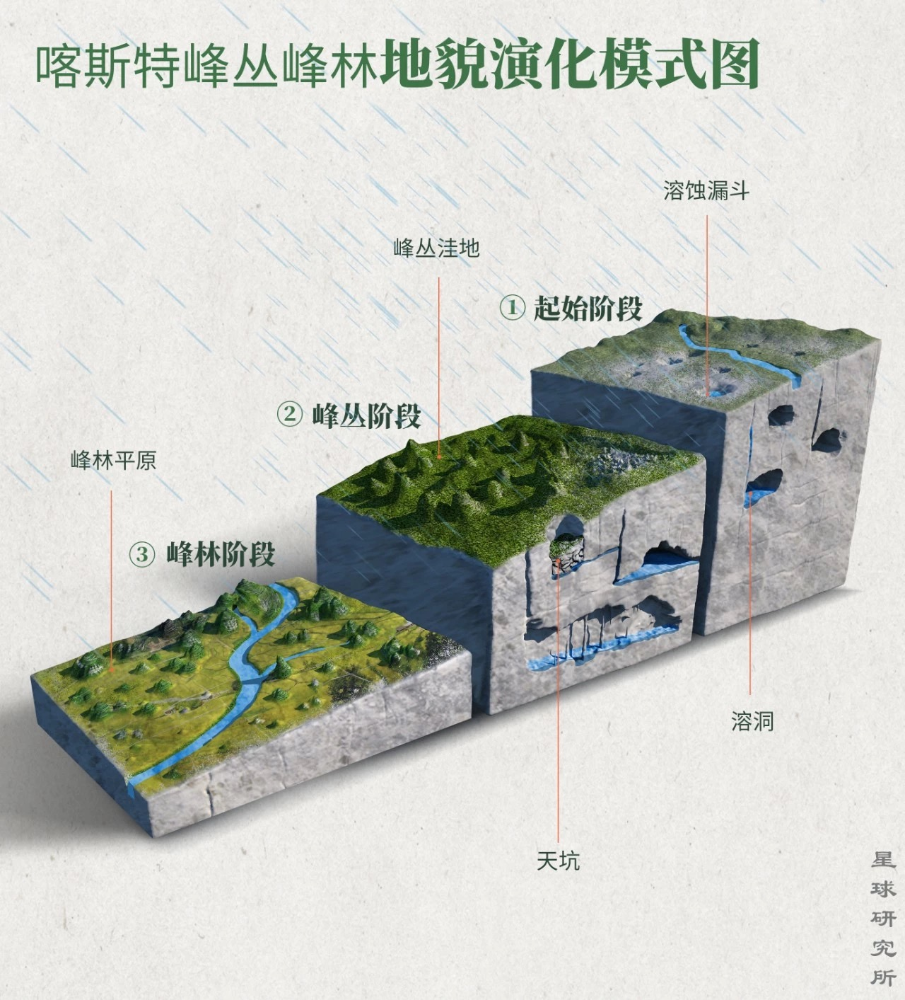 喀斯特峰丛峰林地貌演化模式图
溶蚀漏斗
峰丛洼地
① 起始阶段
② 峰丛阶段
峰林平原
③ 峰林阶段
溶洞
天坑
星球研究所